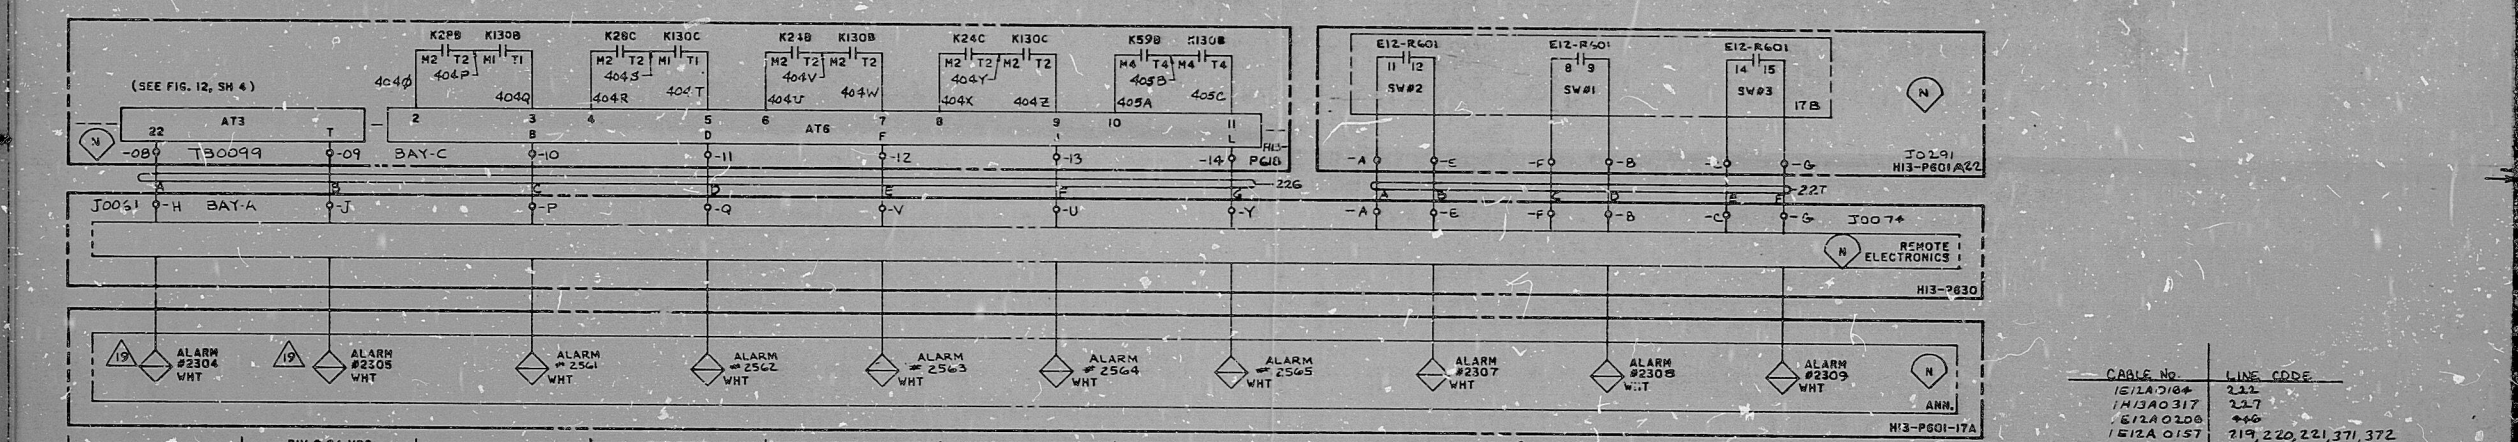 K28B K130B K28C K130C K24B K130B K24C K130C K59B K130B
M2 T2 M1 T1 M2 T2 M1 T1 M2 T2 M2 T2 M2 T2 M2 T2 M4 T4 M4 T4
404P 404S 404V 404Y 405B
404Ø 404Q 404R 404T 404U 404W 404X 404Z 405A 405C
(SEE FIG. 12, SH 4)
AT3
22 T
AT6
2 3 4 5 6 7 8 9 10 11
B D F L
N
-08 TB0099 -09 BAY-C -10 -11 -12 -13 -14 H13-
P618
E12-R601 E12-R601 E12-R601
11 12 8 9 14 15
SW#2 SW#1 SW#3
17B
N
-A -E -F -B -C -G
J0291
H13-P601A22
A B C D E F G 226
A B C D E F 227
J0061 -H BAY-A -J -P -Q -V -U -Y
-A -E -F -B -C -G J0074
N REMOTE
ELECTRONICS
H13-P630
19 ALARM
#2304
WHT
19 ALARM
#2305
WHT
ALARM
#2561
WHT
ALARM
#2562
WHT
ALARM
#2563
WHT
ALARM
#2564
WHT
ALARM
#2565
WHT
ALARM
#2307
WHT
ALARM
#2308
WHT
ALARM
#2309
WHT
N
ANN.
H13-P601-17A
CABLE NO. LINE CODE
222
1H13A0317 227
1E12A0208
1E12A 0157 219, 220, 221, 371, 372